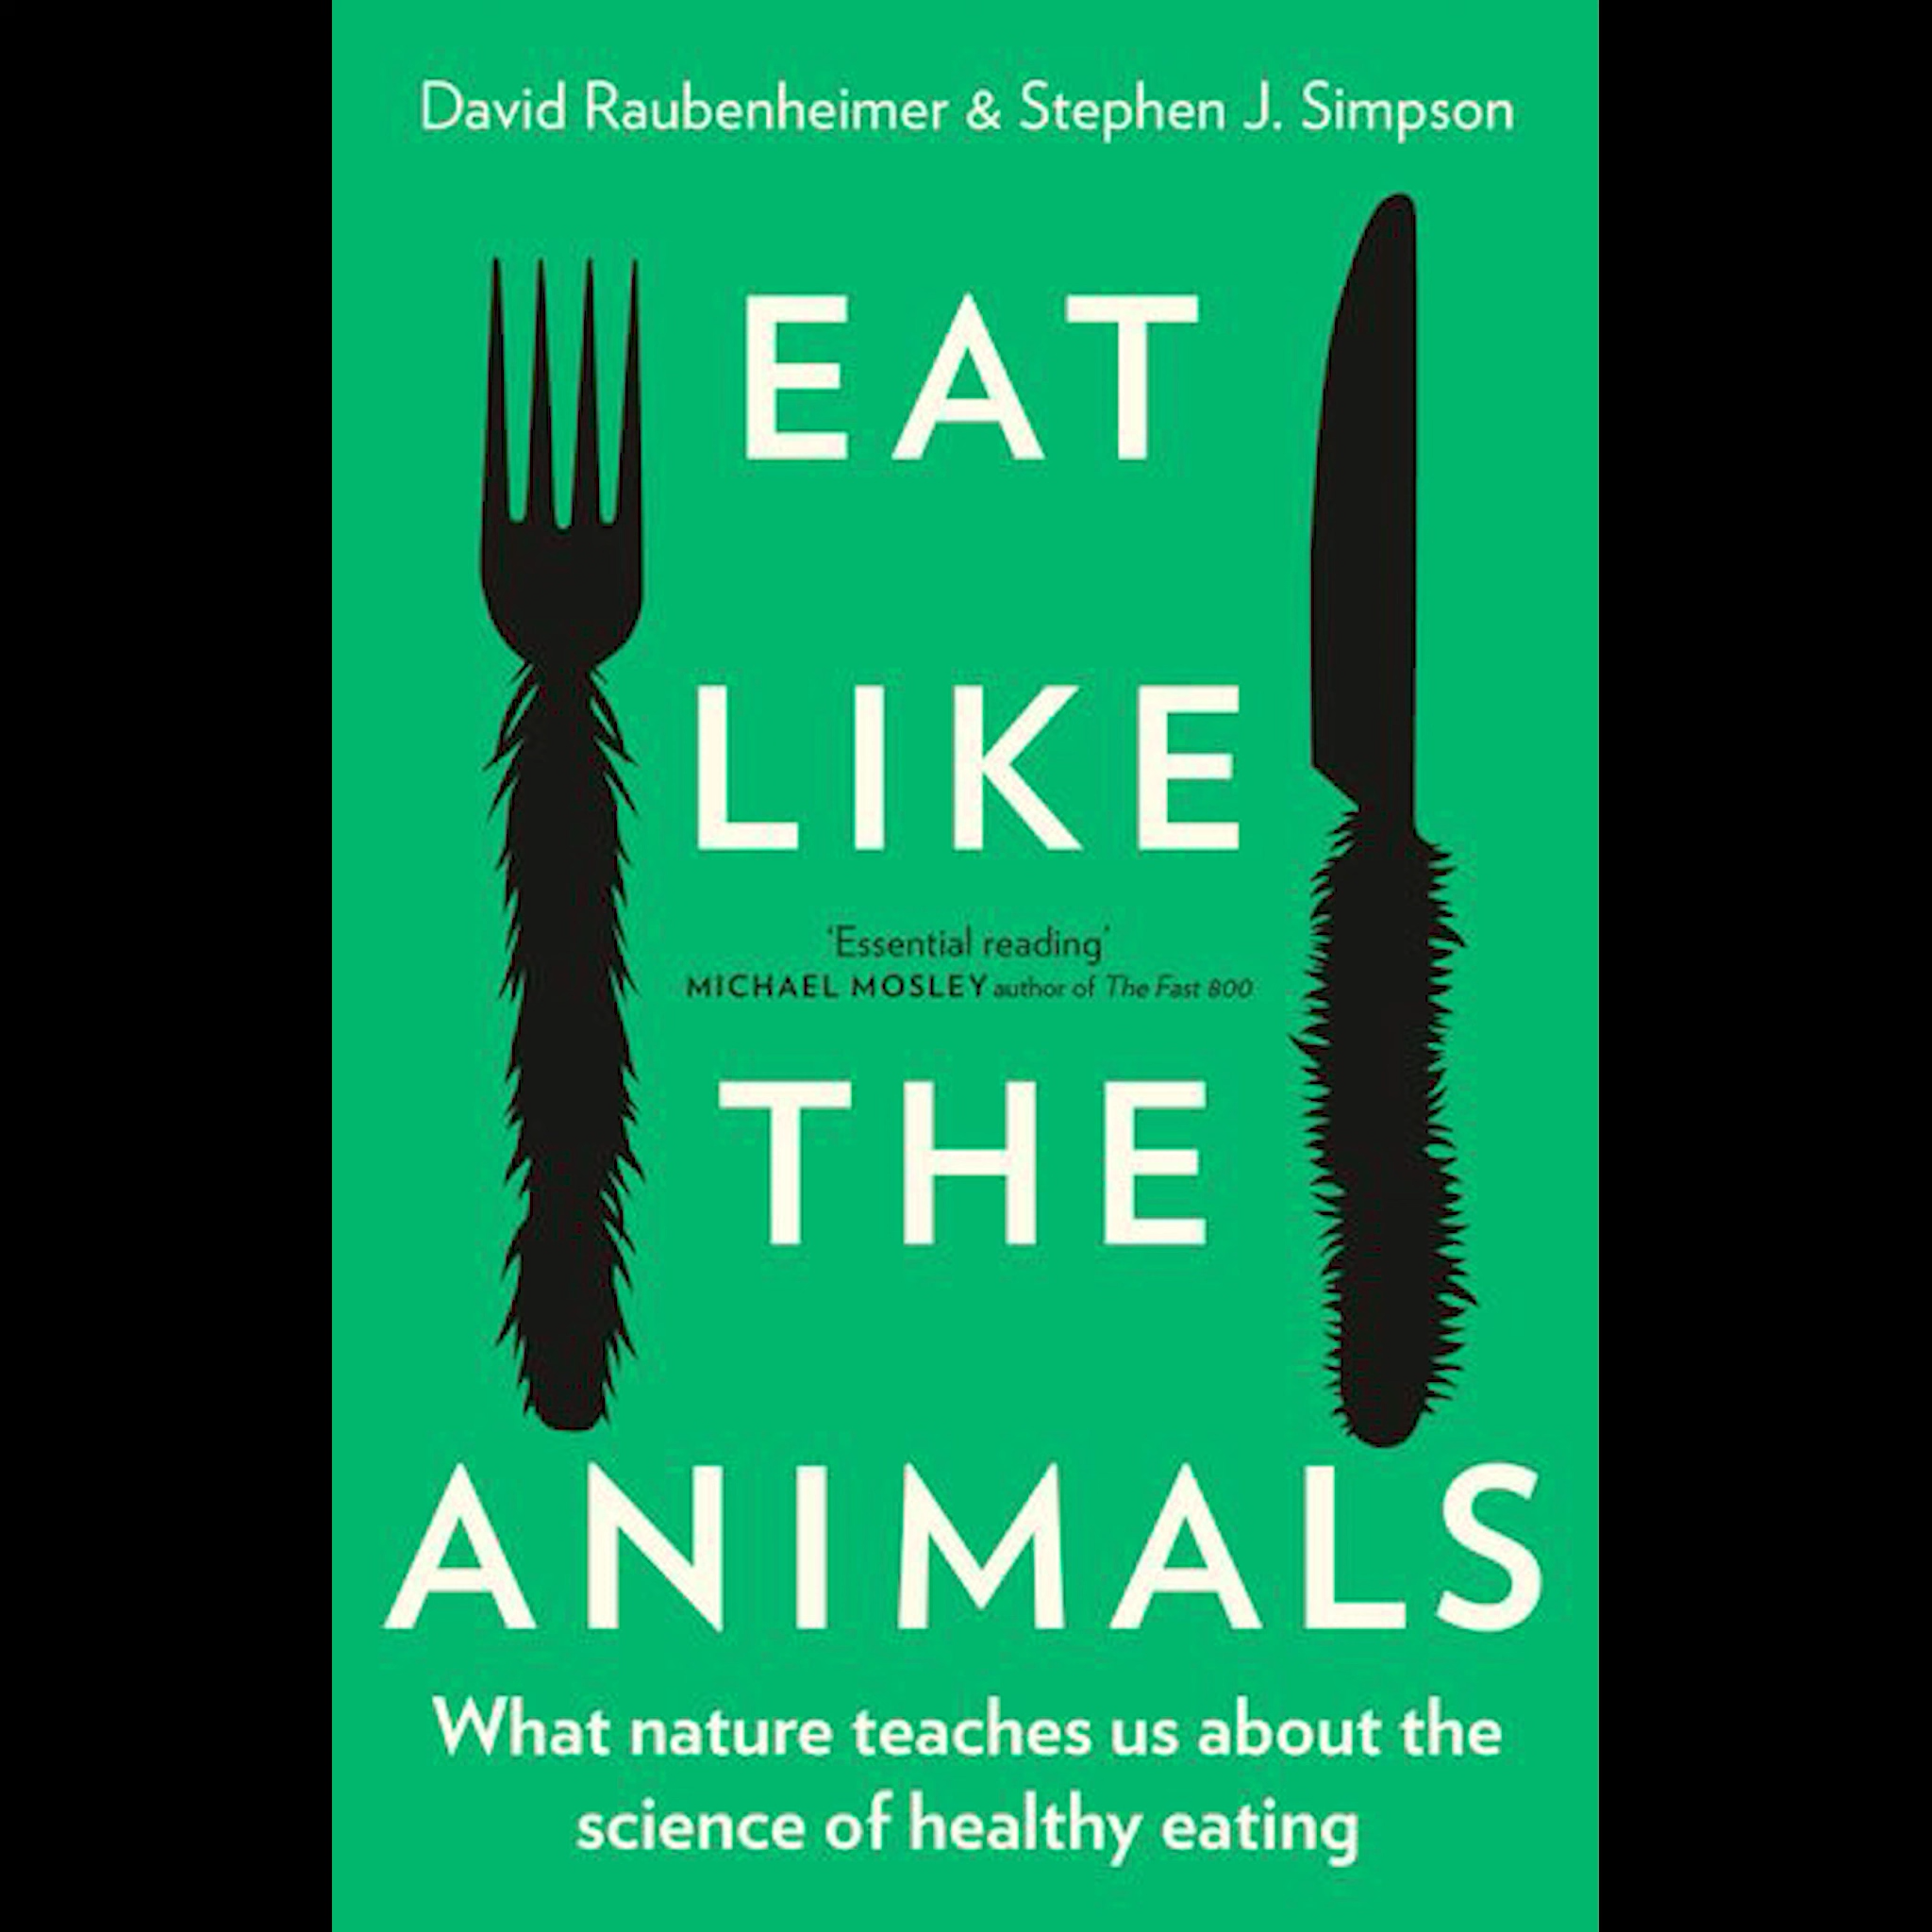 David Raubenheimer & Stephen J. Simpson
EAT
LIKE
‘Essential reading’
MICHAEL MOSLEY author of The Fast 800
THE
ANIMALS
What nature teaches us about the
science of healthy eating